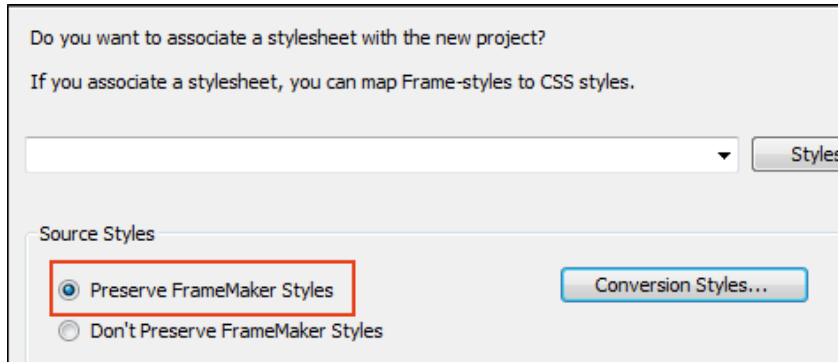 Do you want to associate a stylesheet with the new project?
If you associate a stylesheet, you can map Frame-styles to CSS styles.
Styles
Source Styles
Preserve FrameMaker Styles
Conversion Styles...
Don't Preserve FrameMaker Styles